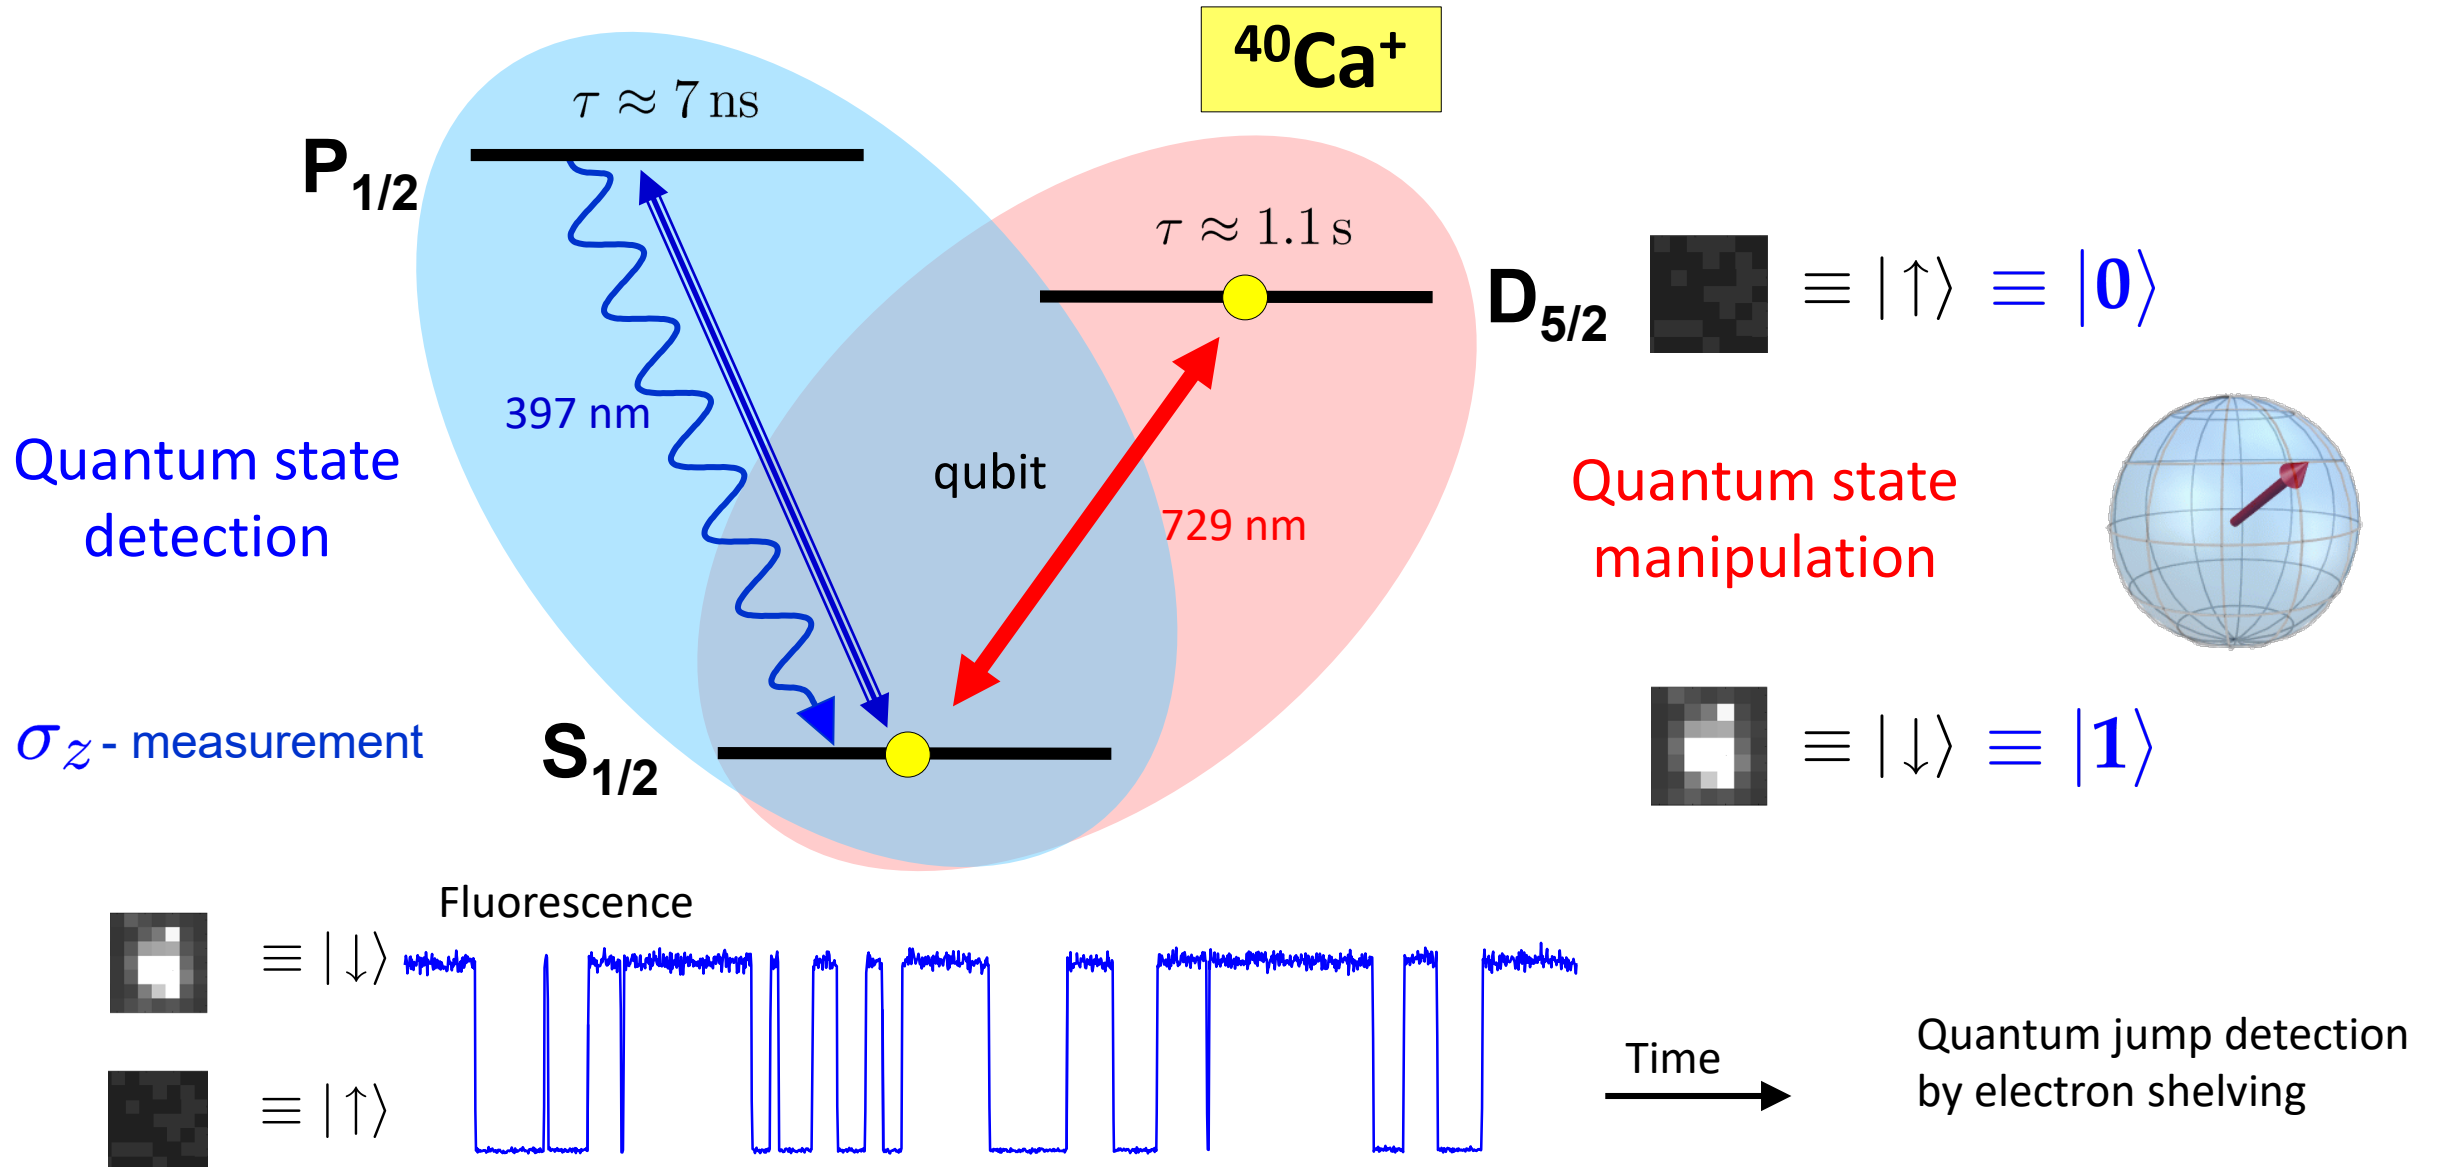 ⁴⁰Ca⁺
τ ≈ 7 ns
P₁/₂
τ ≈ 1.1 s
D₅/₂
≡ |↑⟩ ≡ |0⟩
397 nm
Quantum state
detection
qubit
729 nm
Quantum state
manipulation
σz - measurement
S₁/₂
≡ |↓⟩ ≡ |1⟩
Fluorescence
≡ |↓⟩
≡ |↑⟩
Time
Quantum jump detection
by electron shelving